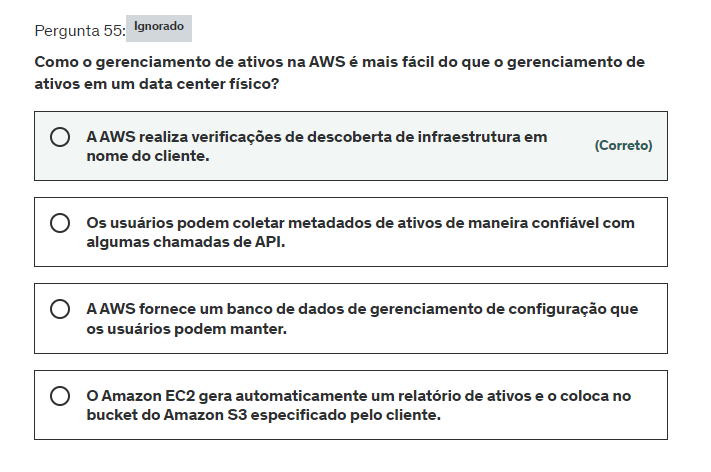 Pergunta 55: Ignorado
Como o gerenciamento de ativos na AWS é mais fácil do que o gerenciamento de
ativos em um data center físico?
A AWS realiza verificações de descoberta de infraestrutura em
nome do cliente.
(Correto)
Os usuários podem coletar metadados de ativos de maneira confiável com
algumas chamadas de API.
A AWS fornece um banco de dados de gerenciamento de configuração que
os usuários podem manter.
O Amazon EC2 gera automaticamente um relatório de ativos e o coloca no
bucket do Amazon S3 especificado pelo cliente.